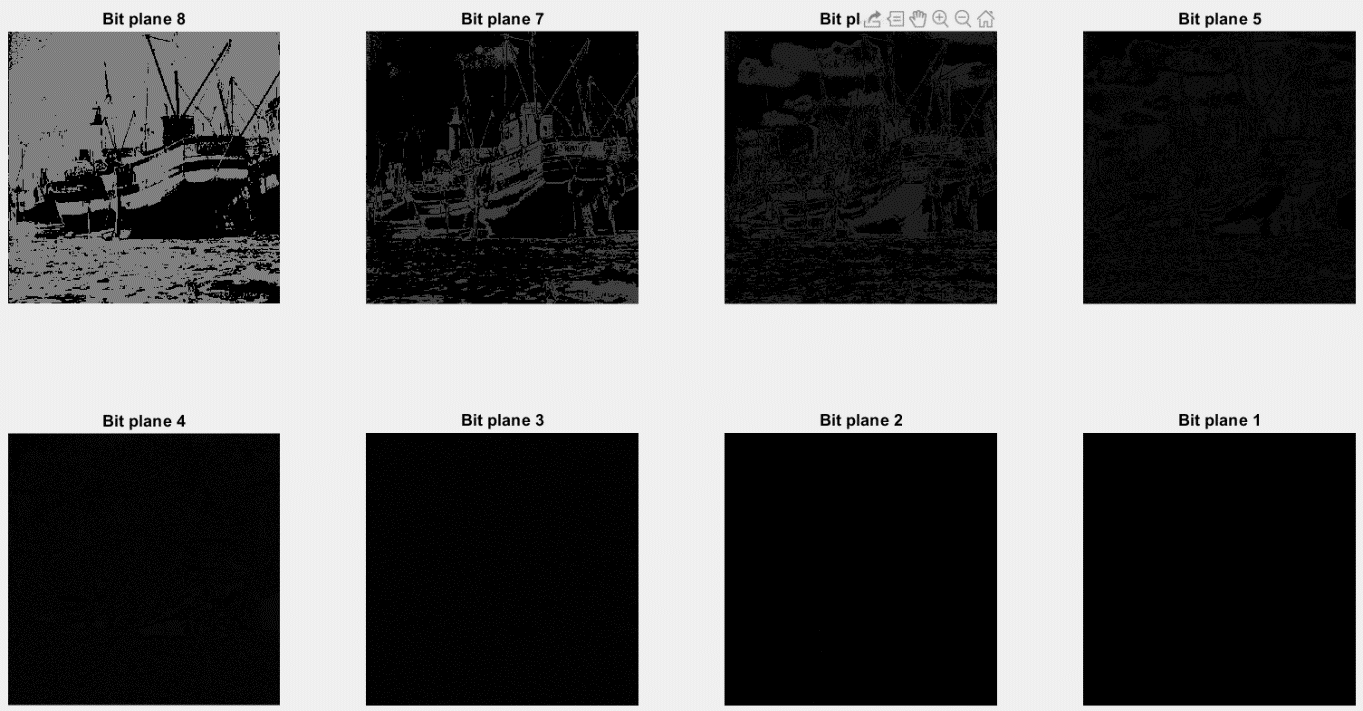 Bit plane 8
Bit plane 7
Bit pl
Bit plane 5
Bit plane 4
Bit plane 3
Bit plane 2
Bit plane 1